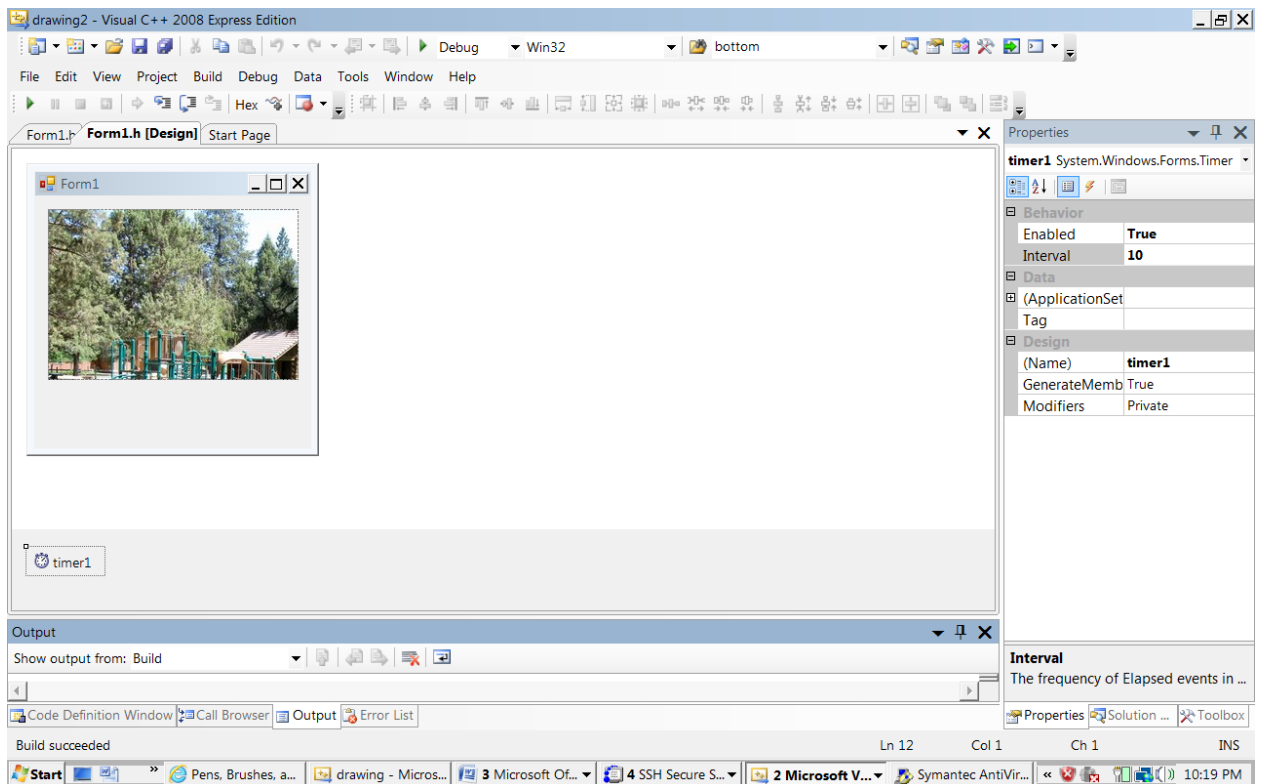 drawing2 - Visual C++ 2008 Express Edition
Debug Win32 bottom
File Edit View Project Build Debug Data Tools Window Help
Hex
Form1.h Form1.h [Design] Start Page
Form1
timer1
Output
Show output from: Build
Code Definition Window Call Browser Output Error List
Properties
timer1 System.Windows.Forms.Timer
Behavior
Enabled True
Interval 10
Data
(ApplicationSet
Tag
Design
(Name) timer1
GenerateMemb True
Modifiers Private
Interval
The frequency of Elapsed events in ...
Properties Solution ... Toolbox
Build succeeded Ln 12 Col 1 Ch 1 INS
Start » Pens, Brushes, a... drawing - Micros... 3 Microsoft Of... 4 SSH Secure S... 2 Microsoft V... Symantec AntiVir... « 10:19 PM